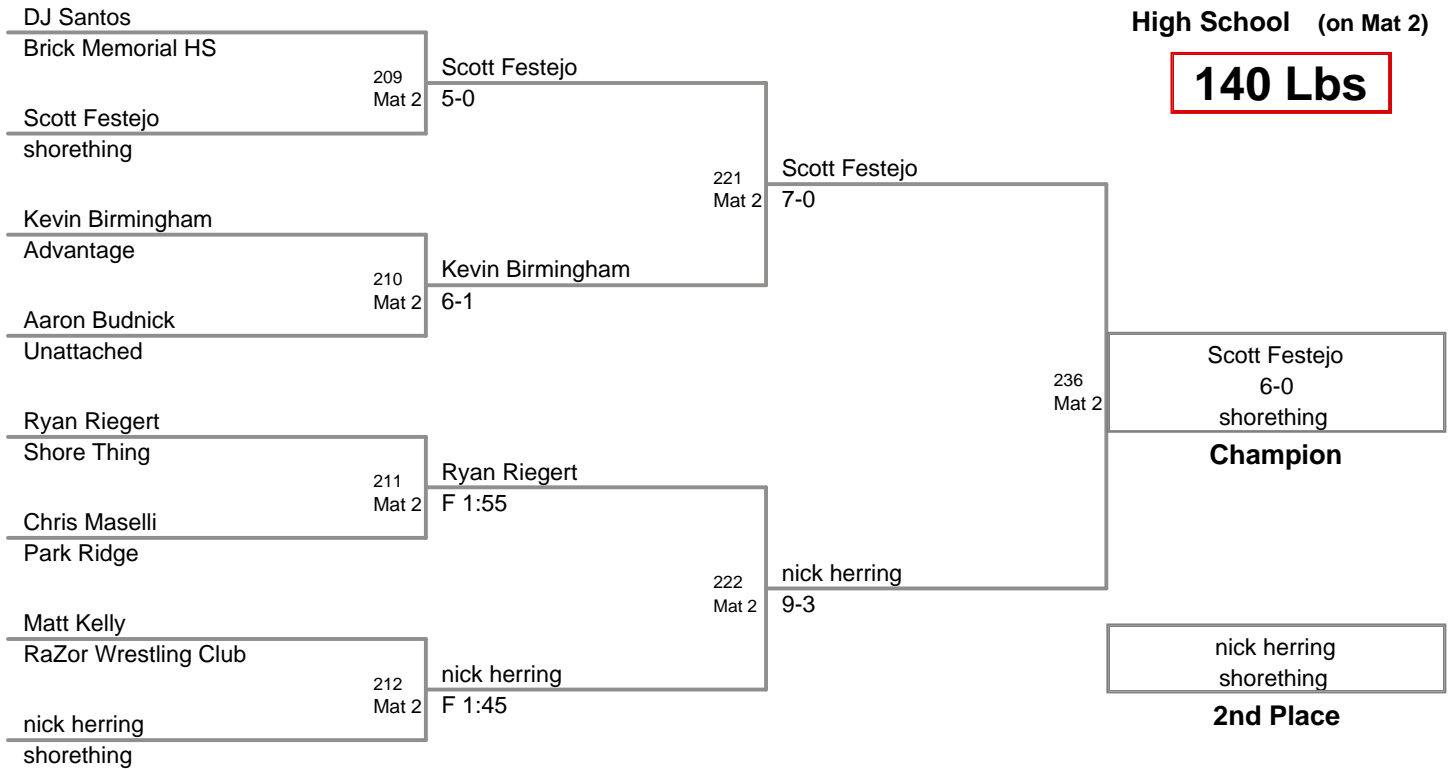 DJ Santos
Brick Memorial HS
Scott Festejo
shorething
Kevin Birmingham
Advantage
Aaron Budnick
Unattached
Ryan Riegert
Shore Thing
Chris Maselli
Park Ridge
Matt Kelly
RaZor Wrestling Club
nick herring
shorething
209
Mat 2
Scott Festejo
5-0
210
Mat 2
Kevin Birmingham
6-1
211
Mat 2
Ryan Riegert
F 1:55
212
Mat 2
nick herring
F 1:45
221
Mat 2
Scott Festejo
7-0
222
Mat 2
nick herring
9-3
236
Mat 2
High School (on Mat 2)
140 Lbs
Scott Festejo
6-0
shorething
Champion
nick herring
shorething
2nd Place